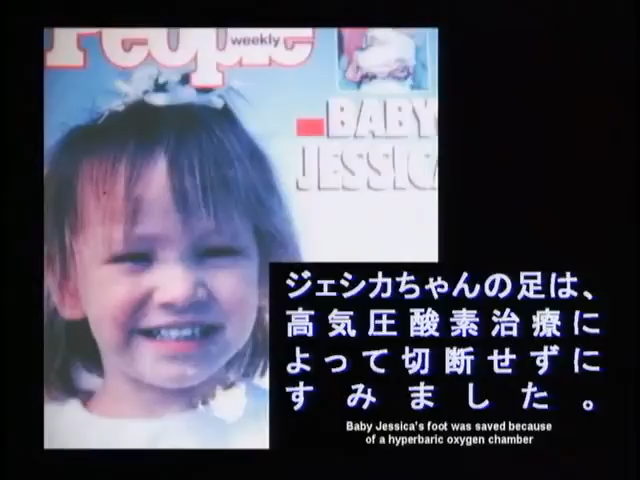 People
weekly
BABY
JESSICA
ジェシカちゃんの足は、
高気圧酸素治療に
よって切断せずに
すみました。
Baby Jessica's foot was saved because
of a hyperbaric oxygen chamber